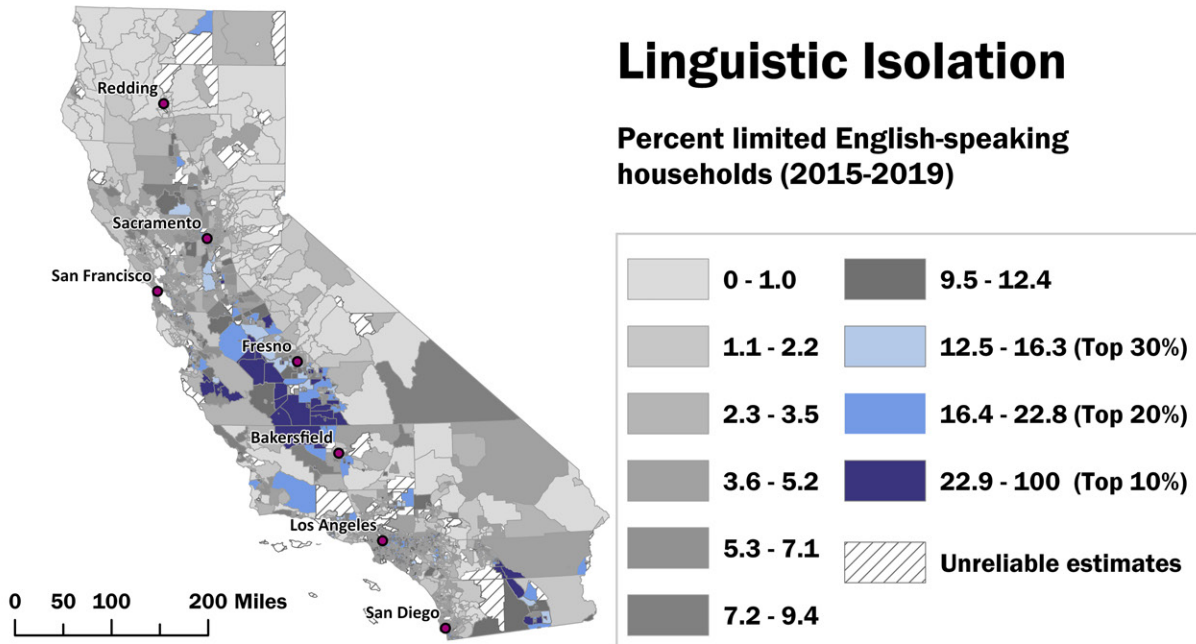 Linguistic Isolation
Percent limited English-speaking
households (2015-2019)
Redding
Sacramento
San Francisco
Fresno
Bakersfield
Los Angeles
San Diego
0 50 100 200 Miles
0 - 1.0
1.1 - 2.2
2.3 - 3.5
3.6 - 5.2
5.3 - 7.1
7.2 - 9.4
9.5 - 12.4
12.5 - 16.3 (Top 30%)
16.4 - 22.8 (Top 20%)
22.9 - 100 (Top 10%)
Unreliable estimates